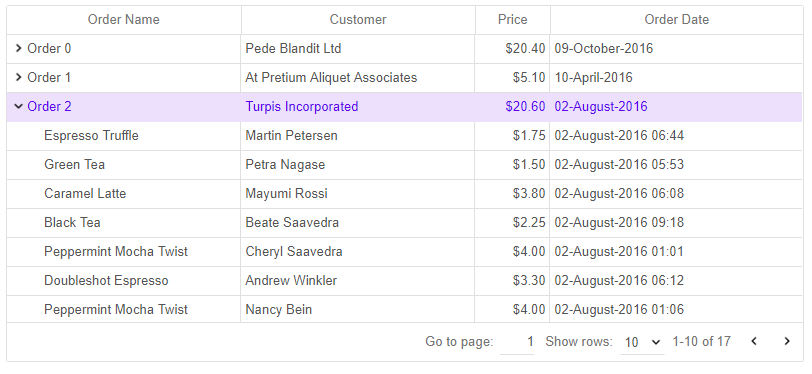 Order Name Customer Price Order Date
Order 0 Pede Blandit Ltd $20.40 09-October-2016
Order 1 At Pretium Aliquet Associates $5.10 10-April-2016
Order 2 Turpis Incorporated $20.60 02-August-2016
Espresso Truffle Martin Petersen $1.75 02-August-2016 06:44
Green Tea Petra Nagase $1.50 02-August-2016 05:53
Caramel Latte Mayumi Rossi $3.80 02-August-2016 06:08
Black Tea Beate Saavedra $2.25 02-August-2016 09:18
Peppermint Mocha Twist Cheryl Saavedra $4.00 02-August-2016 01:01
Doubleshot Espresso Andrew Winkler $3.30 02-August-2016 06:12
Peppermint Mocha Twist Nancy Bein $4.00 02-August-2016 01:06
Go to page: 1 Show rows: 10 1-10 of 17